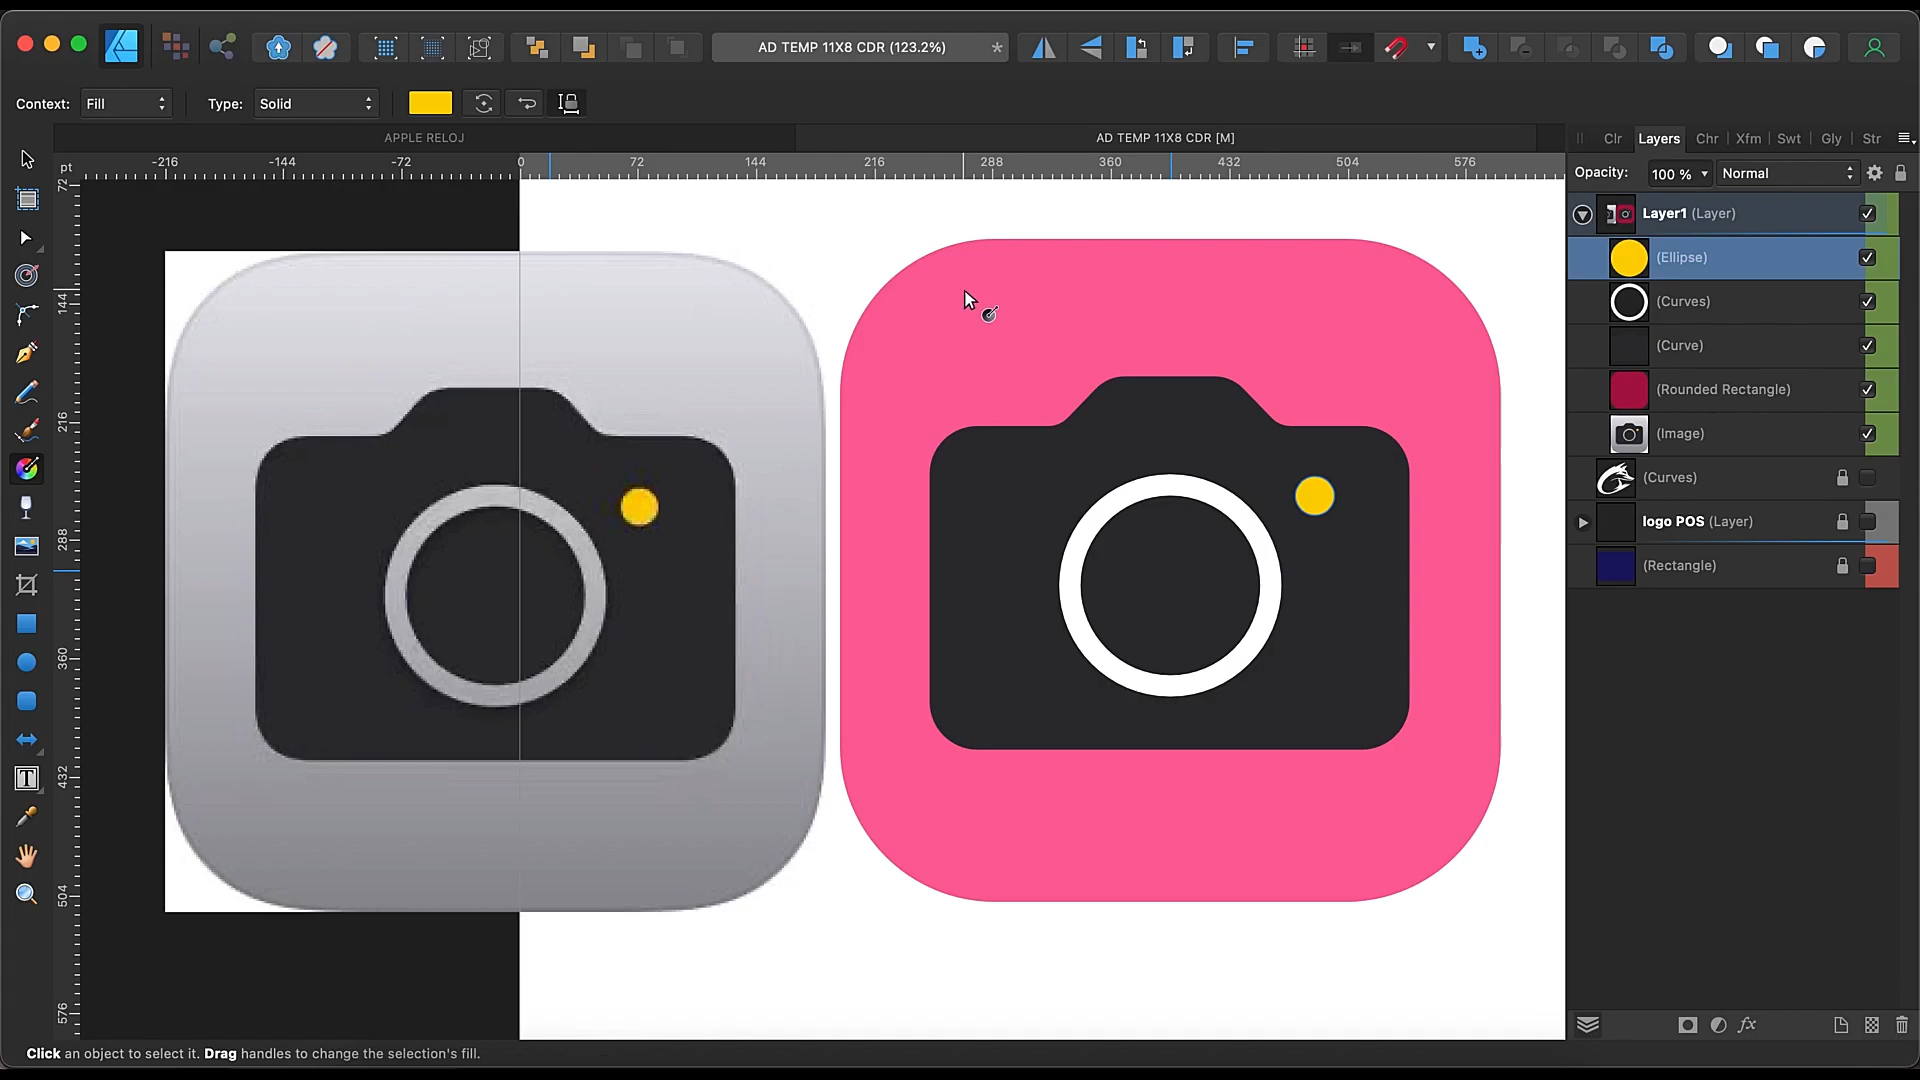 AD TEMP 11X8 CDR (123.2%) *
Context: Fill Type: Solid
APPLE RELOJ AD TEMP 11X8 CDR [M]
Clr Layers Chr Xfm Swt Gly Str
pt -216 -144 -72 0 72 144 216 288 360 432 504 576
Opacity: 100 % Normal
72
144
216
288
360
432
504
576
Layer1 (Layer)
(Ellipse)
(Curves)
(Curve)
(Rounded Rectangle)
(Image)
(Curves)
logo POS (Layer)
(Rectangle)
T
fx
Click an object to select it. Drag handles to change the selection's fill.